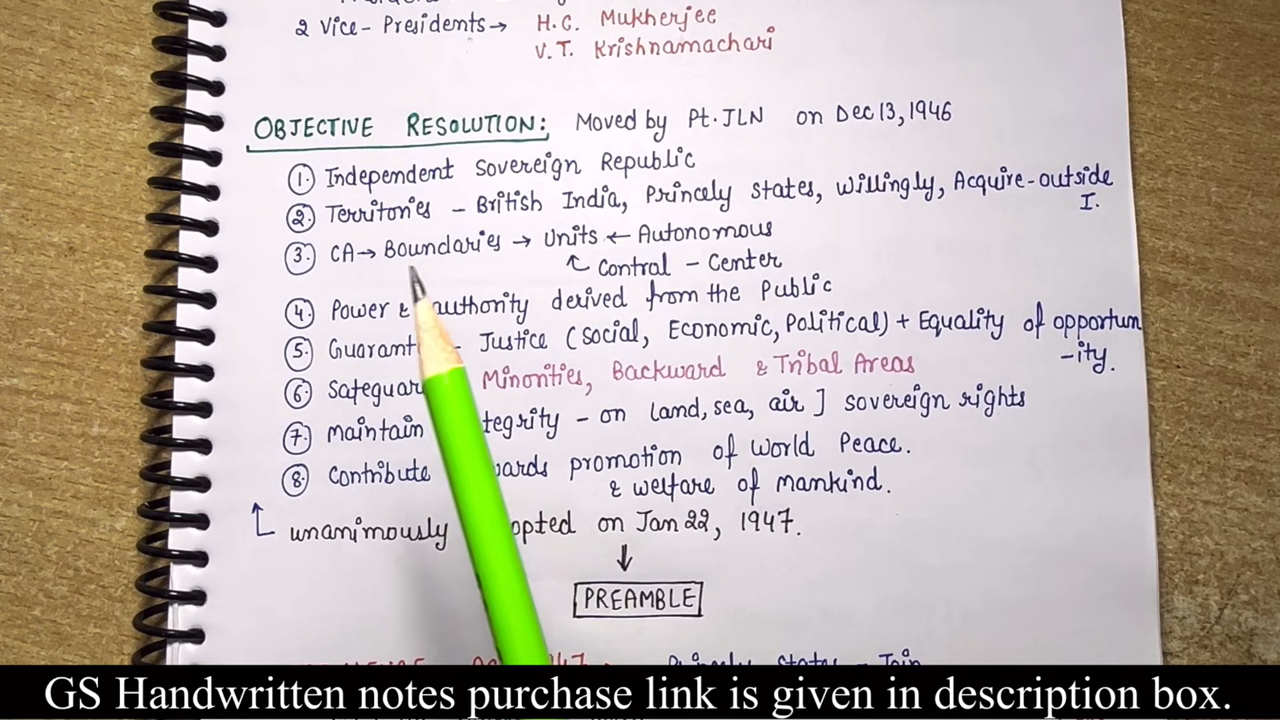 2 Vice- Presidents → H.C. Mukherjee
V.T. Krishnamachari
OBJECTIVE RESOLUTION: Moved by Pt. JLN on Dec 13, 1946
① Independent Sovereign Republic
② Territories - British India, Princely States, Willingly, Acquire-outside
I.
③ CA → Boundaries → Units ← Autonomous
Contral - Center
④ Power & authority derived from the Public
⑤ Guarant - Justice (Social, Economic, Political) + Equality of opportun
-ity.
⑥ Safeguar Minorities, Backward & Tribal Areas
⑦ Maintain tegrity - on land, sea, air ] sovereign rights
⑧ Contribute wards promotion of World Peace.
& welfare of mankind.
unanimously opted on Jan 22, 1947.
↓
PREAMBLE
Princely States - Join
GS Handwritten notes purchase link is given in description box.